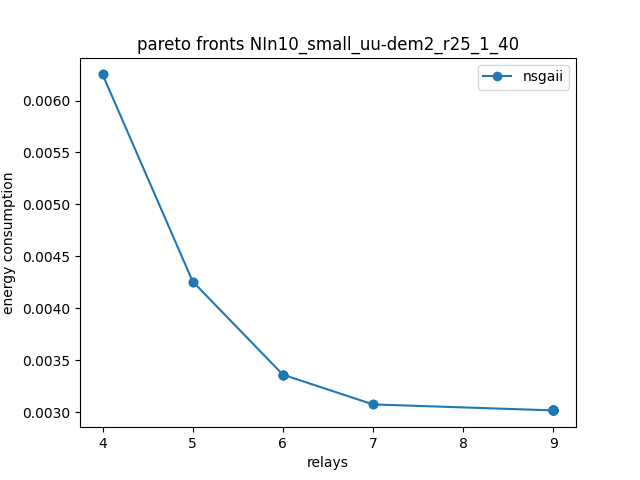 pareto fronts NIn10_small_uu-dem2_r25_1_40
nsgaii
energy consumption
0.0060
0.0055
0.0050
0.0045
0.0040
0.0035
0.0030
4 5 6 7 8 9
relays